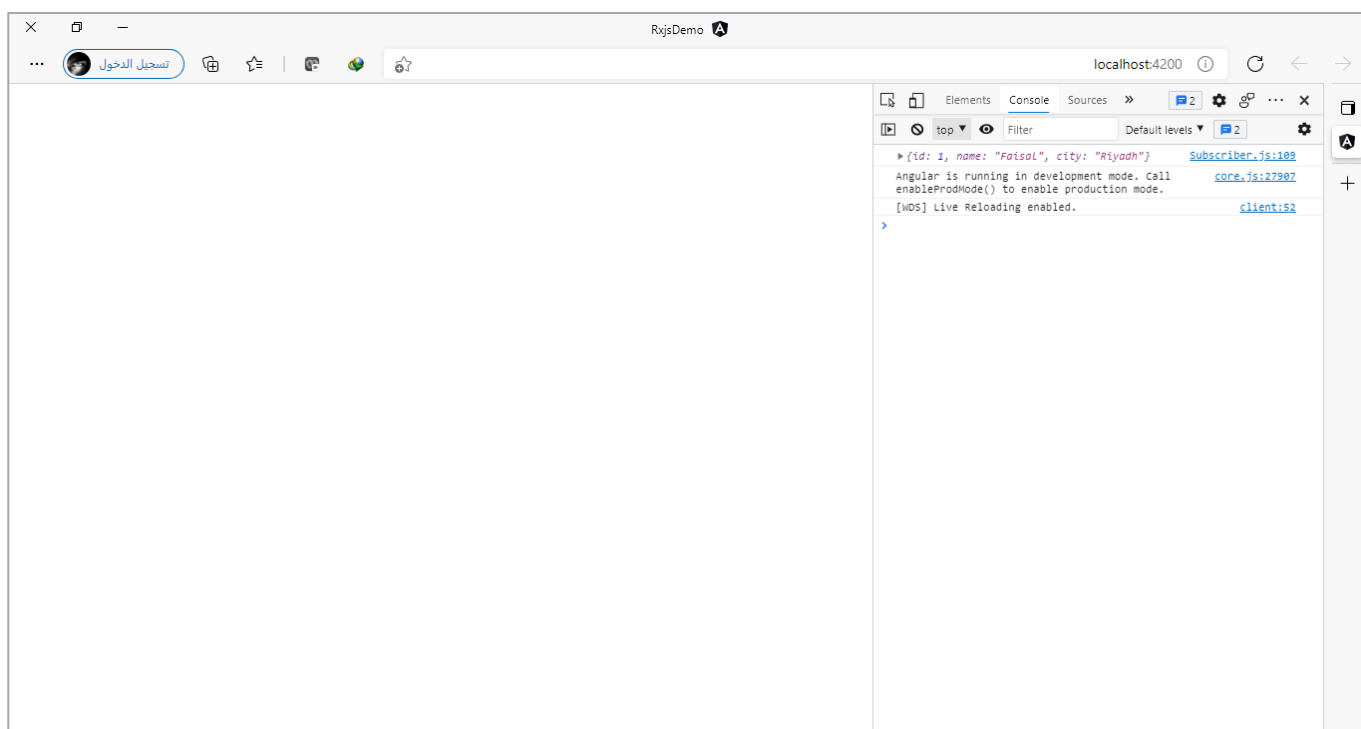 RxjsDemo
تسجيل الدخول
localhost:4200
Elements Console Sources » 2
top ▼ Filter Default levels ▼ 2
▶{id: 1, name: "Faisal", city: "Riyadh"} Subscriber.js:109
Angular is running in development mode. Call core.js:27907
enableProdMode() to enable production mode.
[WDS] Live Reloading enabled. client:52